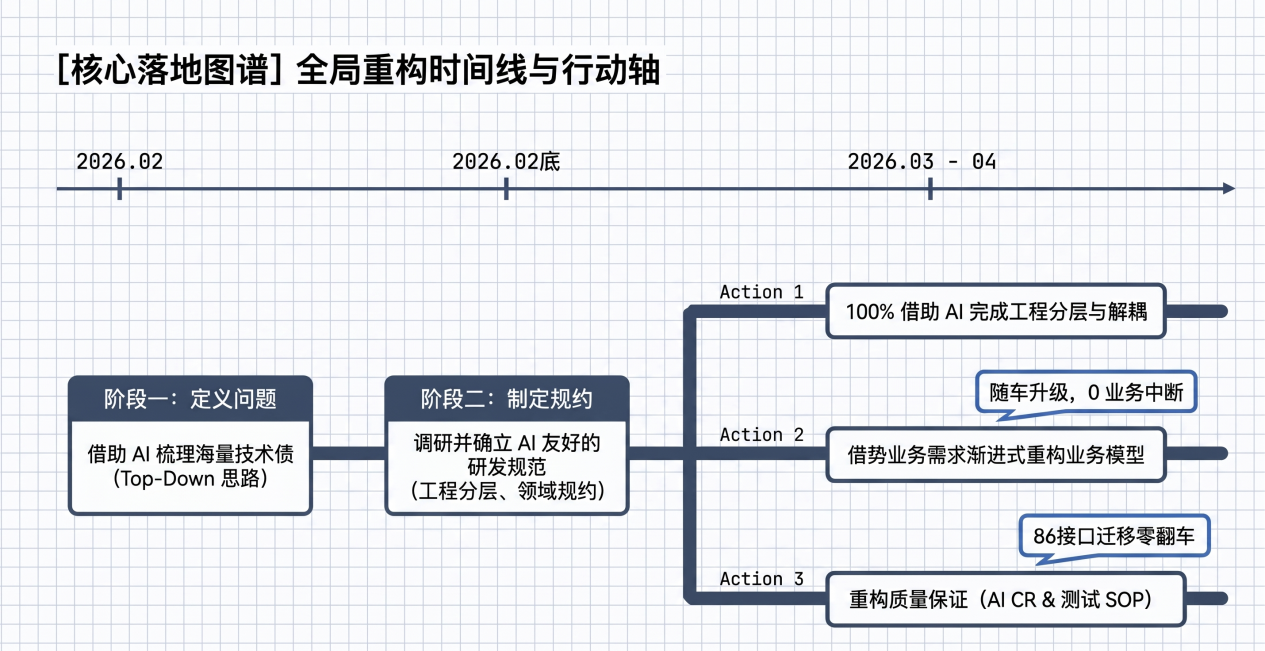 [核心落地图谱] 全局重构时间线与行动轴
2026.02
2026.02底
2026.03 - 04
阶段一：定义问题
借助 AI 梳理海量技术债
（Top-Down 思路）
阶段二：制定规约
调研并确立 AI 友好的
研发规范
（工程分层、领域规约）
Action 1
100% 借助 AI 完成工程分层与解耦
随车升级，0 业务中断
Action 2
借势业务需求渐进式重构业务模型
86接口迁移零翻车
Action 3
重构质量保证（AI CR & 测试 SOP）